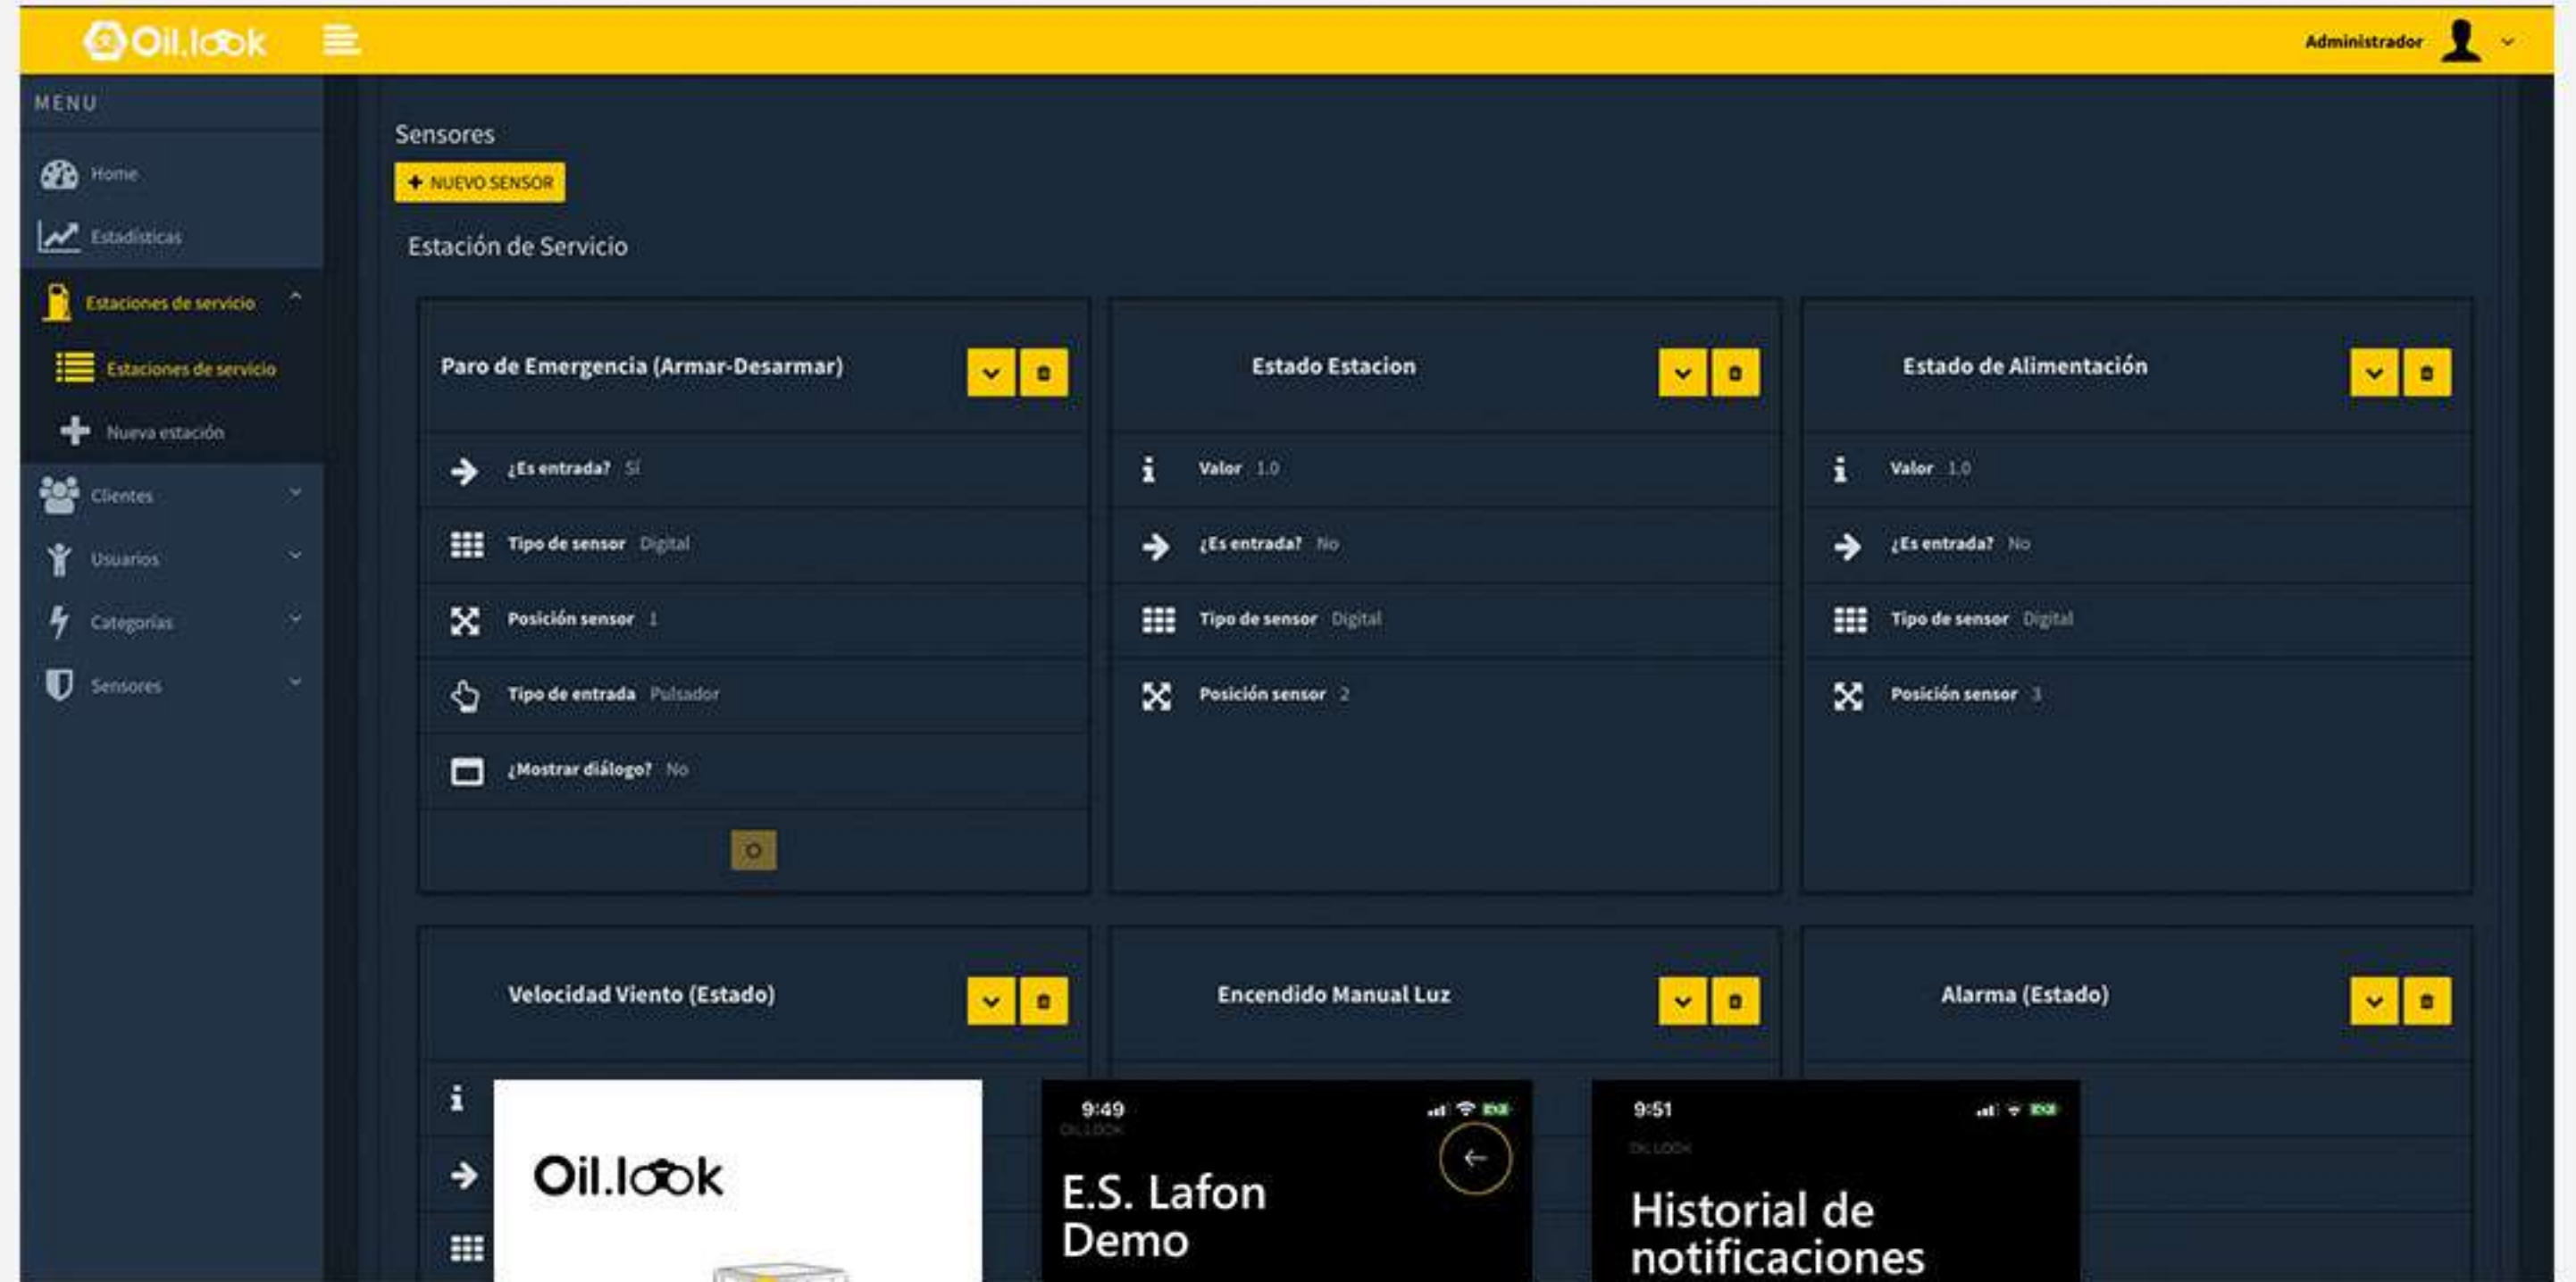 Oil.look
Administrador
MENU
Home
Estadísticas
Estaciones de servicio
Estaciones de servicio
Nueva estación
Clientes
Usuarios
Categorías
Sensores
Sensores
+ NUEVO SENSOR
Estación de Servicio
Paro de Emergencia (Armar-Desarmar)
¿Es entrada? Sí
Tipo de sensor Digital
Posición sensor 1
Tipo de entrada Pulsador
¿Mostrar diálogo? No
Estado Estacion
Valor 1.0
¿Es entrada? No
Tipo de sensor Digital
Posición sensor 2
Estado de Alimentación
Valor 1.0
¿Es entrada? No
Tipo de sensor Digital
Posición sensor 3
Velocidad Viento (Estado)
Encendido Manual Luz
Alarma (Estado)
Oil.look
9:49
OIL.LOOK
E.S. Lafon
Demo
9:51
OIL.LOOK
Historial de
notificaciones